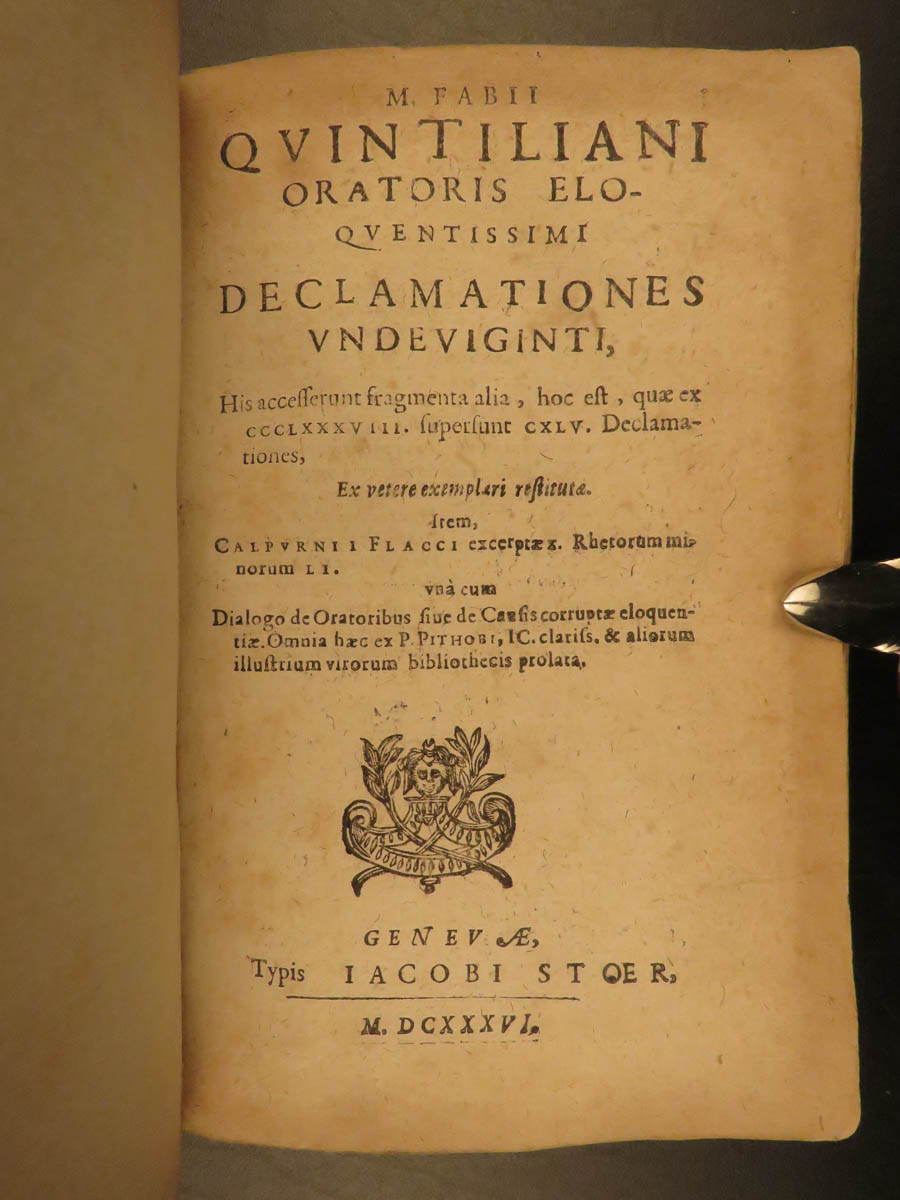 M. FABII
QVINTILIANI
ORATORIS ELO-
QVENTISSIMI
DECLAMATIONES
VNDEVIGINTI,
His accesserunt fragmenta alia, hoc est, quæ ex
CCCLXXXVIII. supersunt CXLV. Declama-
tiones,
Ex vetere exemplari restitutæ.
Item,
CALPVRNII FLACCI excerptæ x. Rhetorum mi-
norum LI.
vnà cum
Dialogo de Oratoribus siue de Causis corruptæ eloquen-
tiæ. Omnia hæc ex P. PITHOEI, IC. clariss. & aliorum
illustrium virorum bibliothecis prolata,
GENEVÆ,
Typis IACOBI STOER,
M. DCXXXVI.